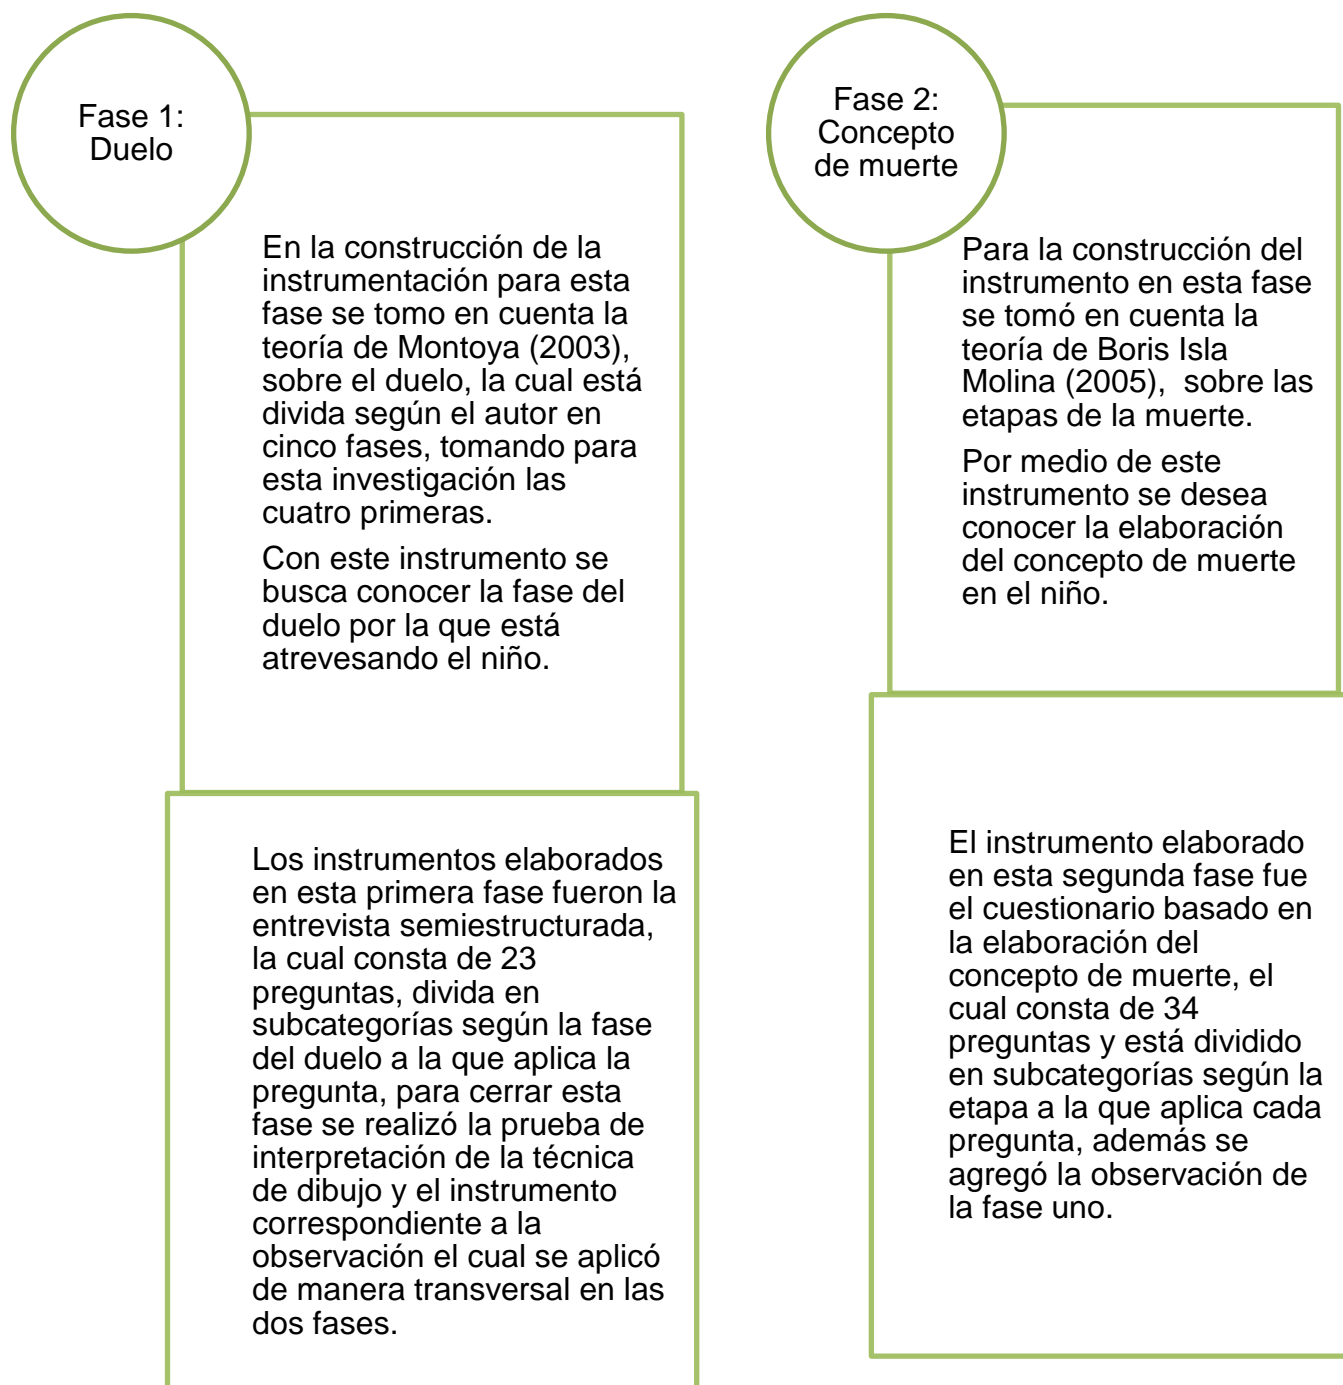 Fase 1:
Duelo
En la construcción de la
instrumentación para esta
fase se tomo en cuenta la
teoría de Montoya (2003),
sobre el duelo, la cual está
divida según el autor en
cinco fases, tomando para
esta investigación las
cuatro primeras.
Con este instrumento se
busca conocer la fase del
duelo por la que está
atrevesando el niño.
Los instrumentos elaborados
en esta primera fase fueron la
entrevista semiestructurada,
la cual consta de 23
preguntas, divida en
subcategorías según la fase
del duelo a la que aplica la
pregunta, para cerrar esta
fase se realizó la prueba de
interpretación de la técnica
de dibujo y el instrumento
correspondiente a la
observación el cual se aplicó
de manera transversal en las
dos fases.
Fase 2:
Concepto
de muerte
Para la construcción del
instrumento en esta fase
se tomó en cuenta la
teoría de Boris Isla
Molina (2005),  sobre las
etapas de la muerte.
Por medio de este
instrumento se desea
conocer la elaboración
del concepto de muerte
en el niño.
El instrumento elaborado
en esta segunda fase fue
el cuestionario basado en
la elaboración del
concepto de muerte, el
cual consta de 34
preguntas y está dividido
en subcategorías según la
etapa a la que aplica cada
pregunta, además se
agregó la observación de
la fase uno.